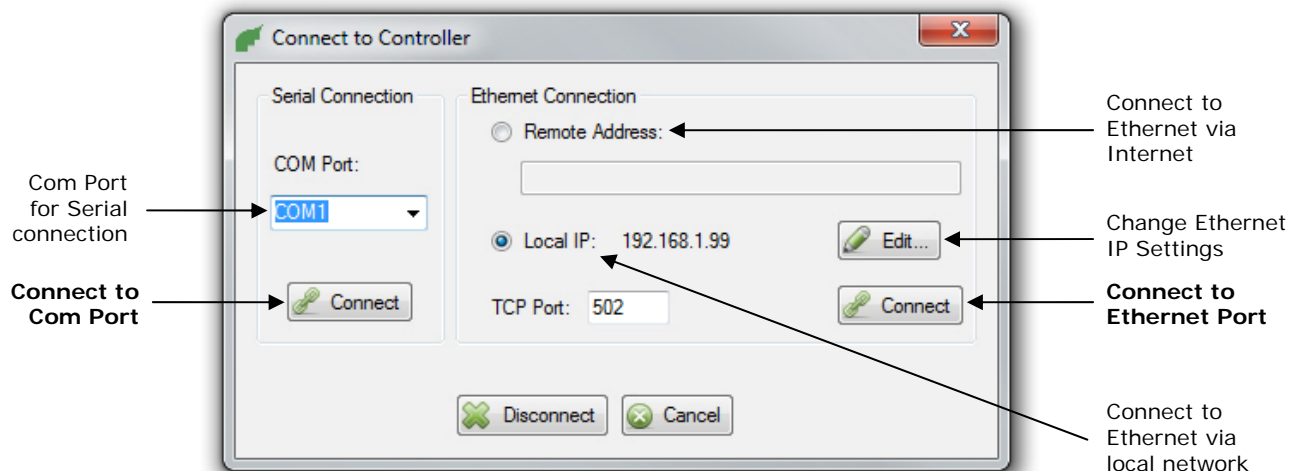 Connect to Controller
x
Serial Connection
Ethernet Connection
Remote Address:
Connect to
Ethernet via
Internet
COM Port:
Com Port
for Serial
connection
COM1
Local IP: 192.168.1.99
Edit...
Change Ethernet
IP Settings
Connect to
Com Port
Connect
TCP Port: 502
Connect
Connect to
Ethernet Port
Disconnect
Cancel
Connect to
Ethernet via
local network